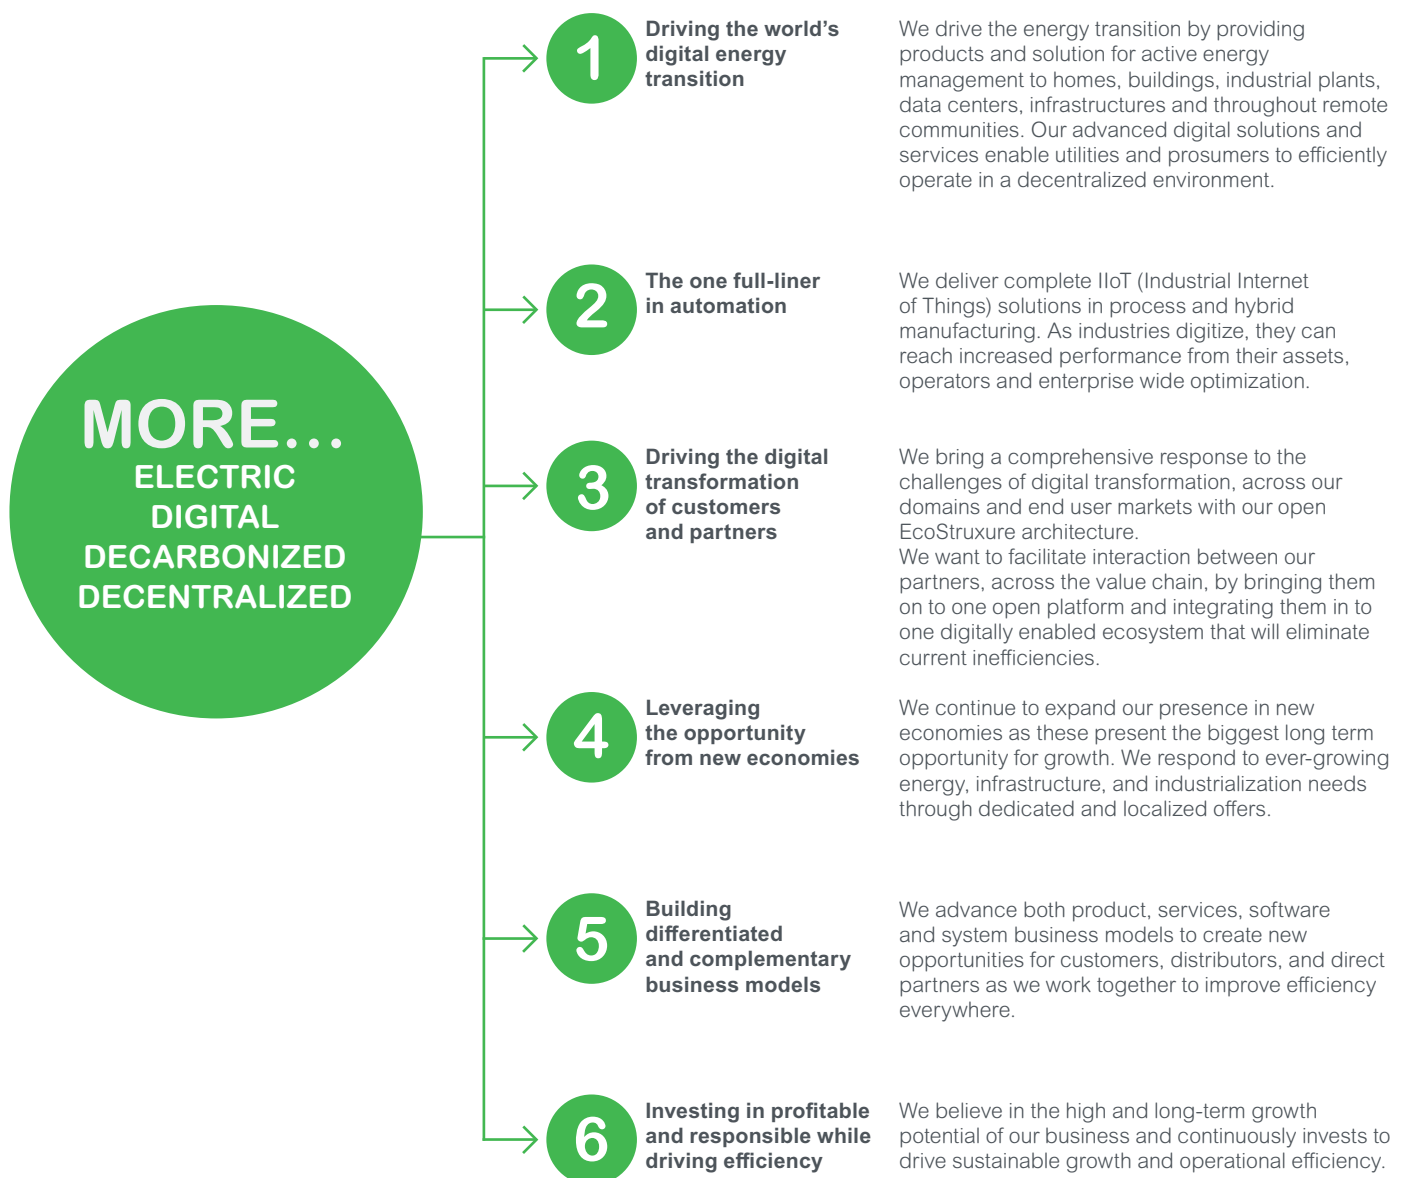 MORE...
ELECTRIC
DIGITAL
DECARBONIZED
DECENTRALIZED
1
Driving the world’s
digital energy
transition
We drive the energy transition by providing
products and solution for active energy
management to homes, buildings, industrial plants,
data centers, infrastructures and throughout remote
communities. Our advanced digital solutions and
services enable utilities and prosumers to efficiently
operate in a decentralized environment.
2
The one full-liner
in automation
We deliver complete IIoT (Industrial Internet
of Things) solutions in process and hybrid
manufacturing. As industries digitize, they can
reach increased performance from their assets,
operators and enterprise wide optimization.
3
Driving the digital
transformation
of customers
and partners
We bring a comprehensive response to the
challenges of digital transformation, across our
domains and end user markets with our open
EcoStruxure architecture.
We want to facilitate interaction between our
partners, across the value chain, by bringing them
on to one open platform and integrating them in to
one digitally enabled ecosystem that will eliminate
current inefficiencies.
4
Leveraging
the opportunity
from new economies
We continue to expand our presence in new
economies as these present the biggest long term
opportunity for growth. We respond to ever-growing
energy, infrastructure, and industrialization needs
through dedicated and localized offers.
5
Building
differentiated
and complementary
business models
We advance both product, services, software
and system business models to create new
opportunities for customers, distributors, and direct
partners as we work together to improve efficiency
everywhere.
6
Investing in profitable
and responsible while
driving efficiency
We believe in the high and long-term growth
potential of our business and continuously invests to
drive sustainable growth and operational efficiency.